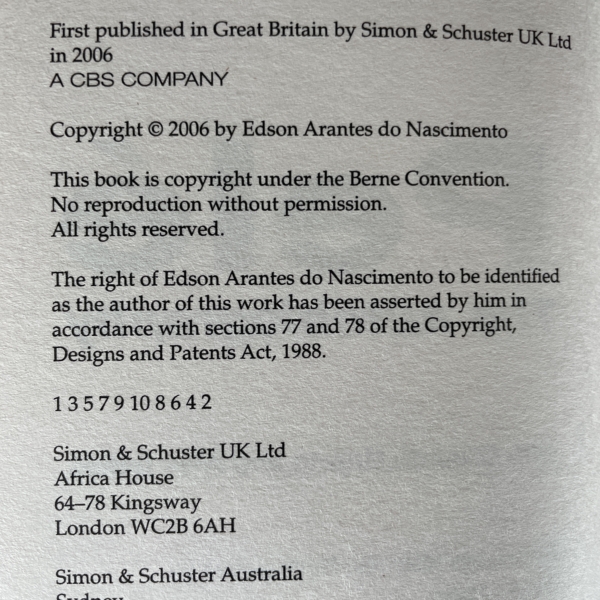 First published in Great Britain by Simon & Schuster UK Ltd
in 2006
A CBS COMPANY
Copyright © 2006 by Edson Arantes do Nascimento
This book is copyright under the Berne Convention.
No reproduction without permission.
All rights reserved.
The right of Edson Arantes do Nascimento to be identified
as the author of this work has been asserted by him in
accordance with sections 77 and 78 of the Copyright,
Designs and Patents Act, 1988.
1 3 5 7 9 10 8 6 4 2
Simon & Schuster UK Ltd
Africa House
64–78 Kingsway
London WC2B 6AH
Simon & Schuster Australia
Sydney